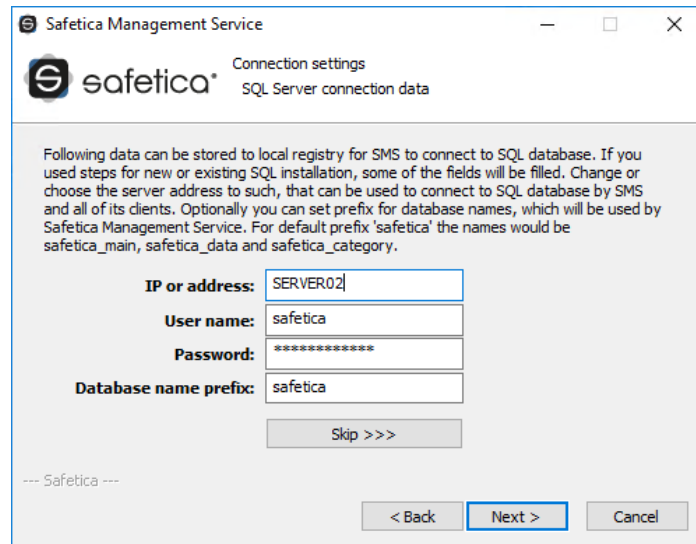 Safetica Management Service
safetica
Connection settings
SQL Server connection data
Following data can be stored to local registry for SMS to connect to SQL database. If you
used steps for new or existing SQL installation, some of the fields will be filled. Change or
choose the server address to such, that can be used to connect to SQL database by SMS
and all of its clients. Optionally you can set prefix for database names, which will be used by
Safetica Management Service. For default prefix 'safetica' the names would be
safetica_main, safetica_data and safetica_category.
IP or address: SERVER02
User name: safetica
Password: ************
Database name prefix: safetica
Skip >>>
--- Safetica ---
< Back Next > Cancel